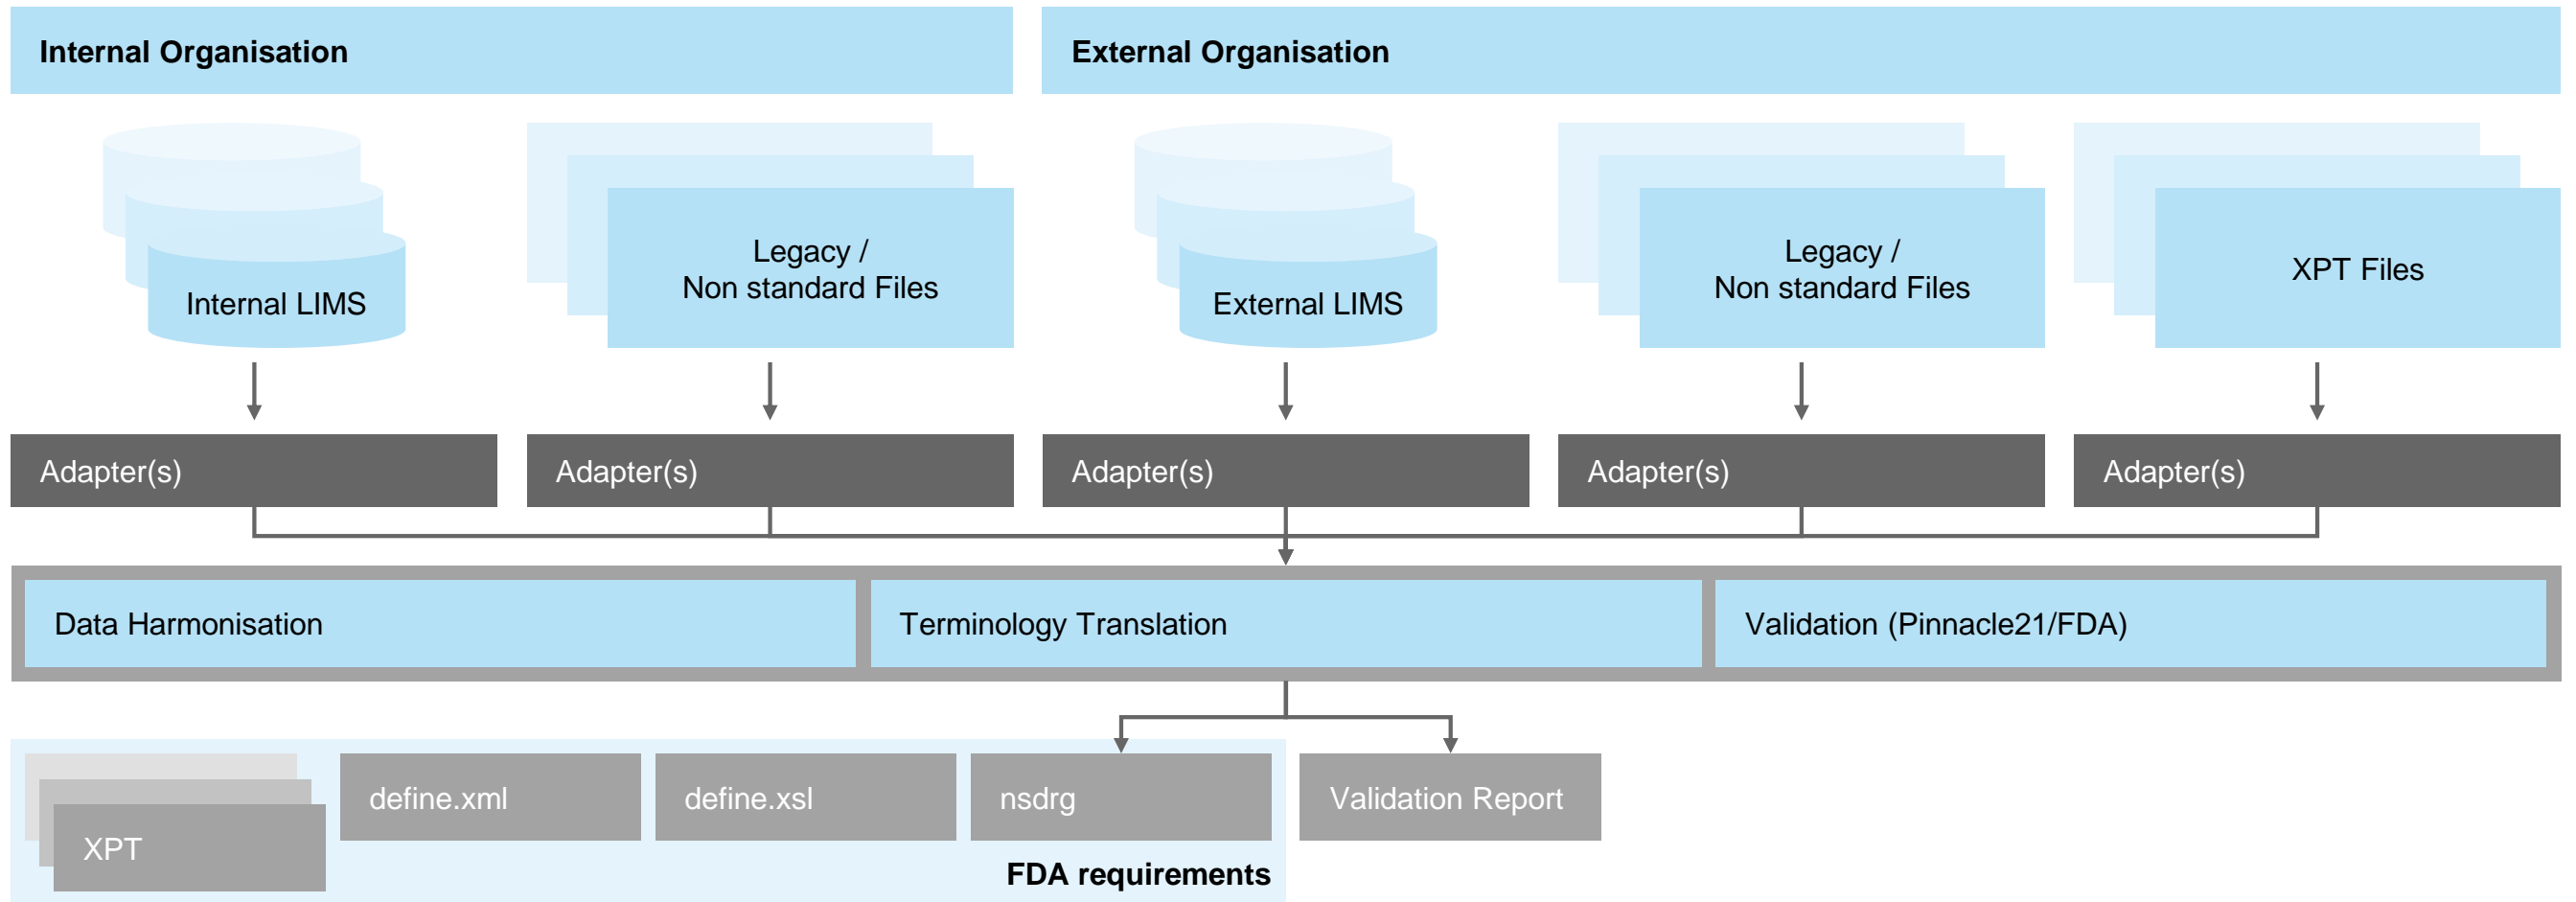 Internal Organisation
External Organisation
Internal LIMS
Legacy /
Non standard Files
External LIMS
Legacy /
Non standard Files
XPT Files
Adapter(s)
Adapter(s)
Adapter(s)
Adapter(s)
Adapter(s)
Data Harmonisation
Terminology Translation
Validation (Pinnacle21/FDA)
XPT
define.xml
define.xsl
nsdrg
Validation Report
FDA requirements